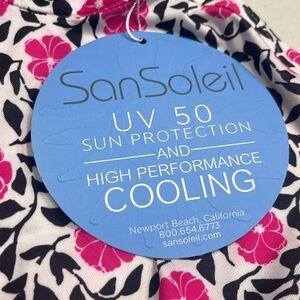 SanSoleil
UV 50
SUN PROTECTION
AND
HIGH PERFORMANCE
COOLING
Newport Beach, California
800.654.6773
sansoleil.com